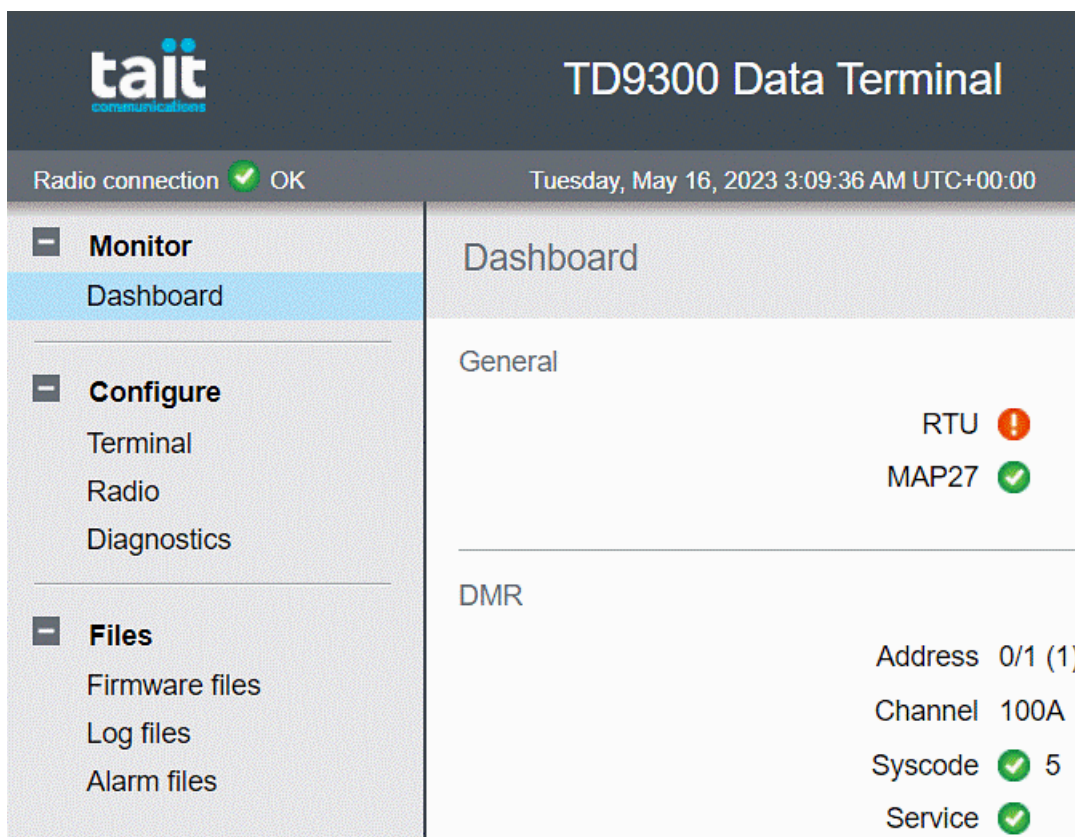 tait
communications
TD9300 Data Terminal
Radio connection OK
Tuesday, May 16, 2023 3:09:36 AM UTC+00:00
Monitor
Dashboard
Configure
Terminal
Radio
Diagnostics
Files
Firmware files
Log files
Alarm files
Dashboard
General
RTU
MAP27
DMR
Address 0/1 (1)
Channel 100A
Syscode 5
Service